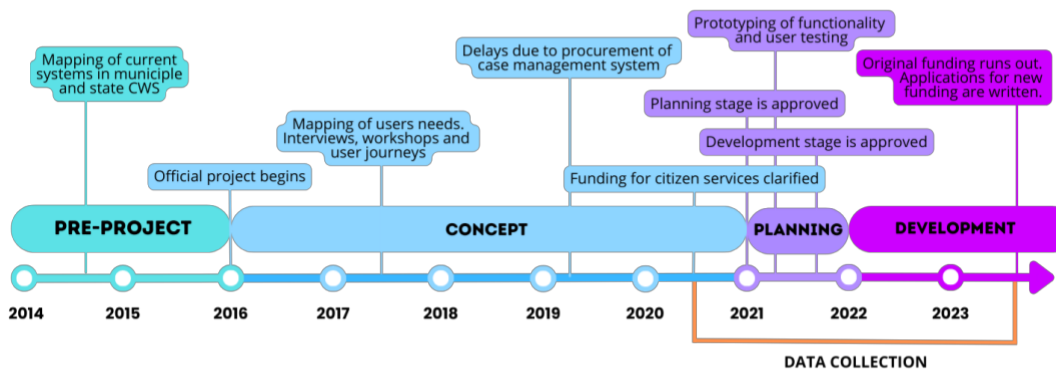 Prototyping of functionality
and user testing
Mapping of current
systems in municiple
and state CWS
Delays due to procurement of
case management system
Original funding runs out.
Applications for new
funding are written.
Planning stage is approved
Mapping of users needs.
Interviews, workshops and
user journeys
Development stage is approved
Official project begins
Funding for citizen services clarified
PRE-PROJECT
CONCEPT
PLANNING
DEVELOPMENT
2014
2015
2016
2017
2018
2019
2020
2021
2022
2023
DATA COLLECTION